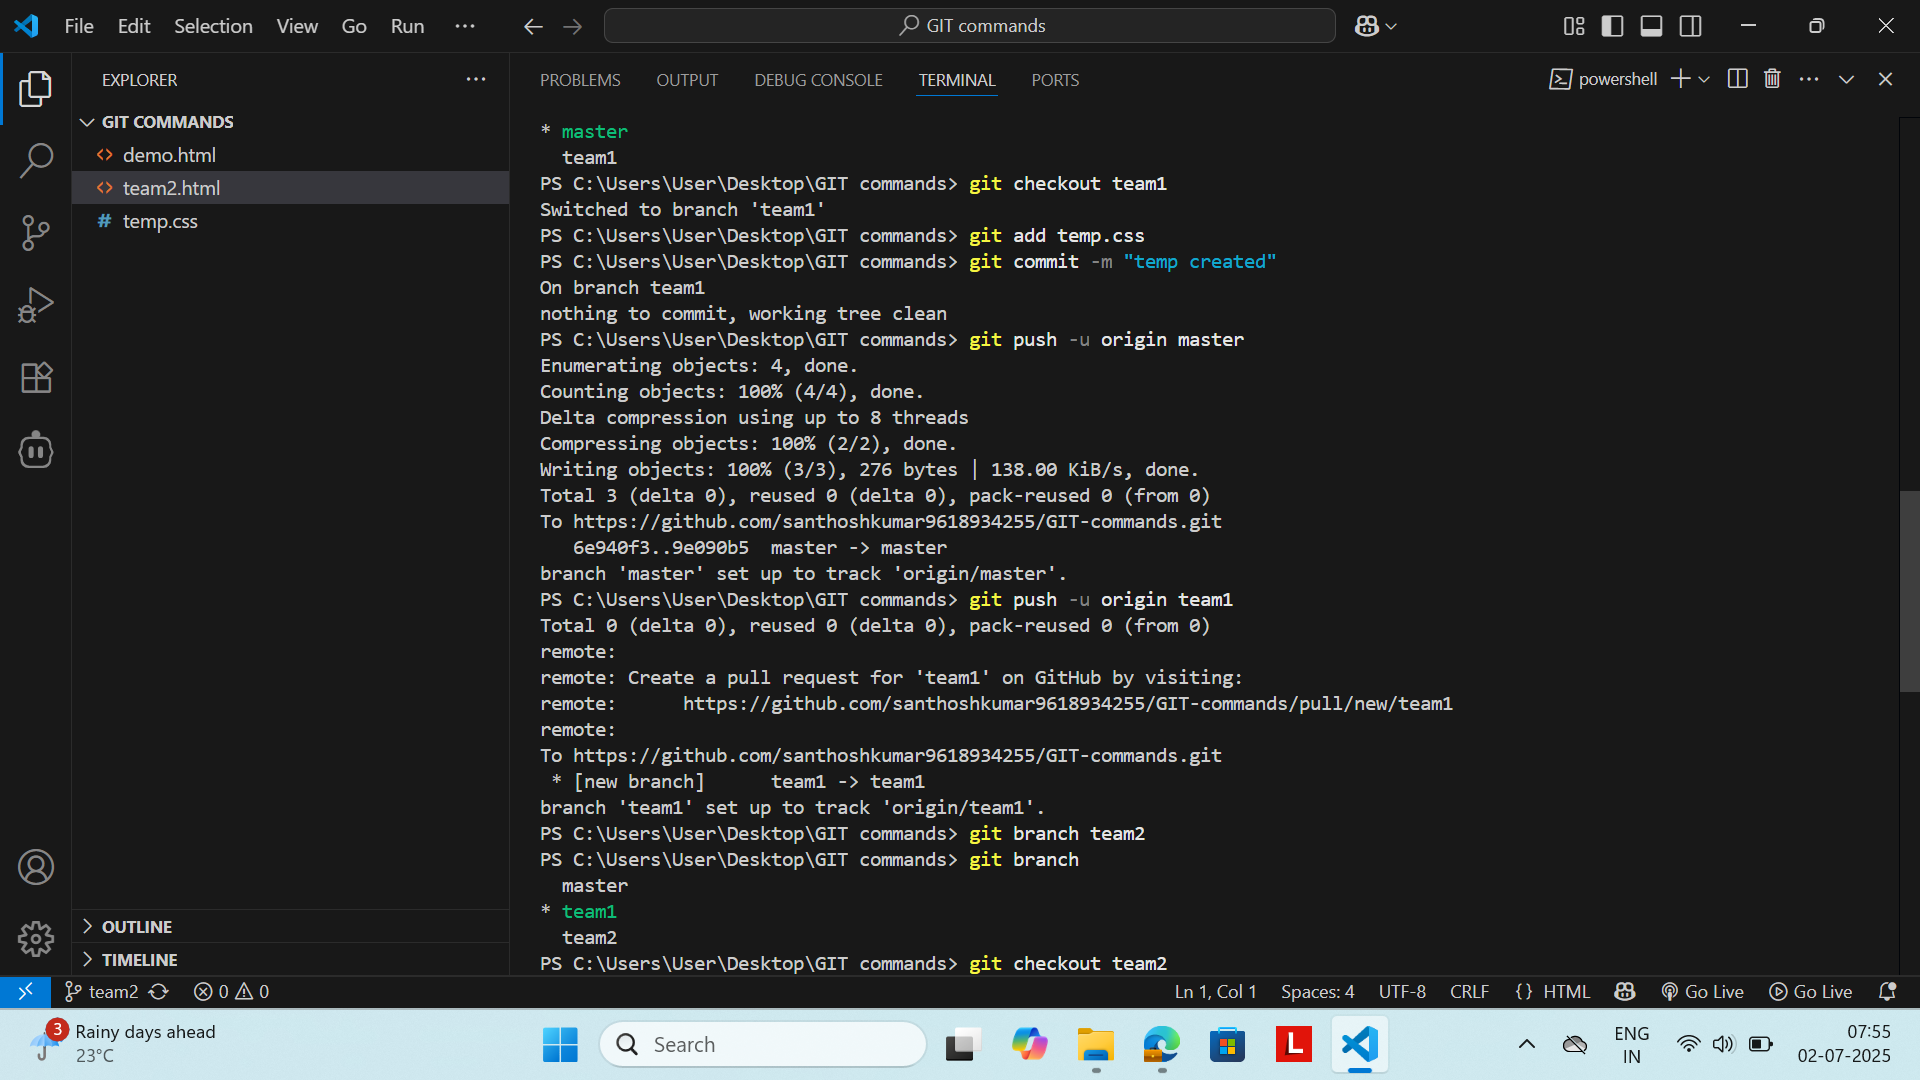 File Edit Selection View Go Run ···
GIT commands
EXPLORER ···
GIT COMMANDS
<> demo.html
<> team2.html
# temp.css
OUTLINE
TIMELINE
PROBLEMS OUTPUT DEBUG CONSOLE TERMINAL PORTS
powershell
* master
team1
PS C:\Users\User\Desktop\GIT commands> git checkout team1
Switched to branch 'team1'
PS C:\Users\User\Desktop\GIT commands> git add temp.css
PS C:\Users\User\Desktop\GIT commands> git commit -m "temp created"
On branch team1
nothing to commit, working tree clean
PS C:\Users\User\Desktop\GIT commands> git push -u origin master
Enumerating objects: 4, done.
Counting objects: 100% (4/4), done.
Delta compression using up to 8 threads
Compressing objects: 100% (2/2), done.
Writing objects: 100% (3/3), 276 bytes | 138.00 KiB/s, done.
Total 3 (delta 0), reused 0 (delta 0), pack-reused 0 (from 0)
To https://github.com/santhoshkumar9618934255/GIT-commands.git
6e940f3..9e090b5  master -> master
branch 'master' set up to track 'origin/master'.
PS C:\Users\User\Desktop\GIT commands> git push -u origin team1
Total 0 (delta 0), reused 0 (delta 0), pack-reused 0 (from 0)
remote:
remote: Create a pull request for 'team1' on GitHub by visiting:
remote:      https://github.com/santhoshkumar9618934255/GIT-commands/pull/new/team1
remote:
To https://github.com/santhoshkumar9618934255/GIT-commands.git
* [new branch]      team1 -> team1
branch 'team1' set up to track 'origin/team1'.
PS C:\Users\User\Desktop\GIT commands> git branch team2
PS C:\Users\User\Desktop\GIT commands> git branch
master
* team1
team2
PS C:\Users\User\Desktop\GIT commands> git checkout team2
team2 0 0 Ln 1, Col 1 Spaces: 4 UTF-8 CRLF {} HTML Go Live Go Live
3 Rainy days ahead
23°C
Search
L
ENG
IN
07:55
02-07-2025